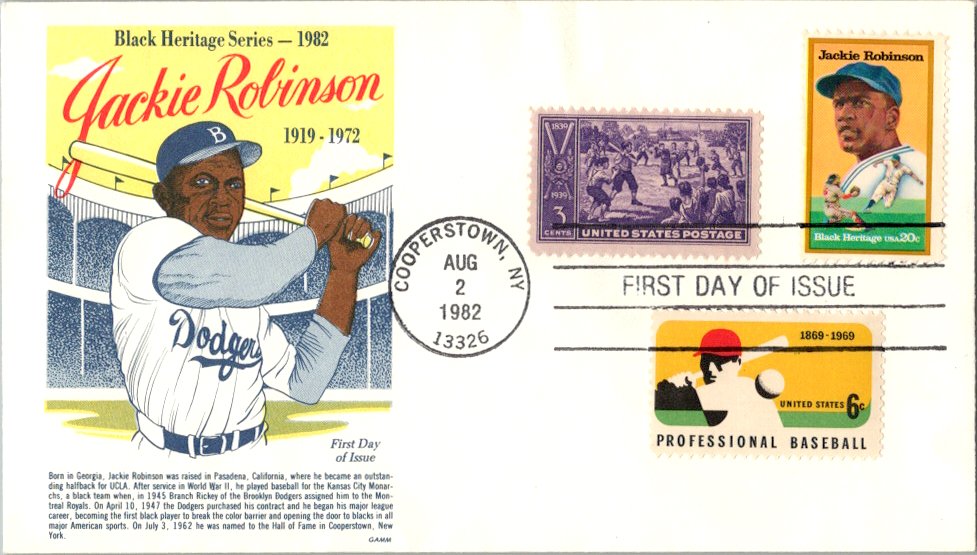 Black Heritage Series — 1982
Jackie Robinson
1919 - 1972
B
Dodgers
First Day
of Issue
Born in Georgia, Jackie Robinson was raised in Pasadena, California, where he became an outstan-
ding halfback for UCLA. After service in World War II, he played baseball for the Kansas City Monar-
chs, a black team when, in 1945 Branch Rickey of the Brooklyn Dodgers assigned him to the Mon-
treal Royals. On April 10, 1947 the Dodgers purchased his contract and he began his major league
career, becoming the first black player to break the color barrier and opening the door to blacks in all
major American sports. On July 3, 1962 he was named to the Hall of Fame in Cooperstown, New
York.
GAMM
COOPERSTOWN, NY
AUG
2
1982
13326
1839
1939
3
CENTS
UNITED STATES POSTAGE
Jackie Robinson
Black Heritage USA 20c
FIRST DAY OF ISSUE
1869 - 1969
UNITED STATES 6c
PROFESSIONAL BASEBALL